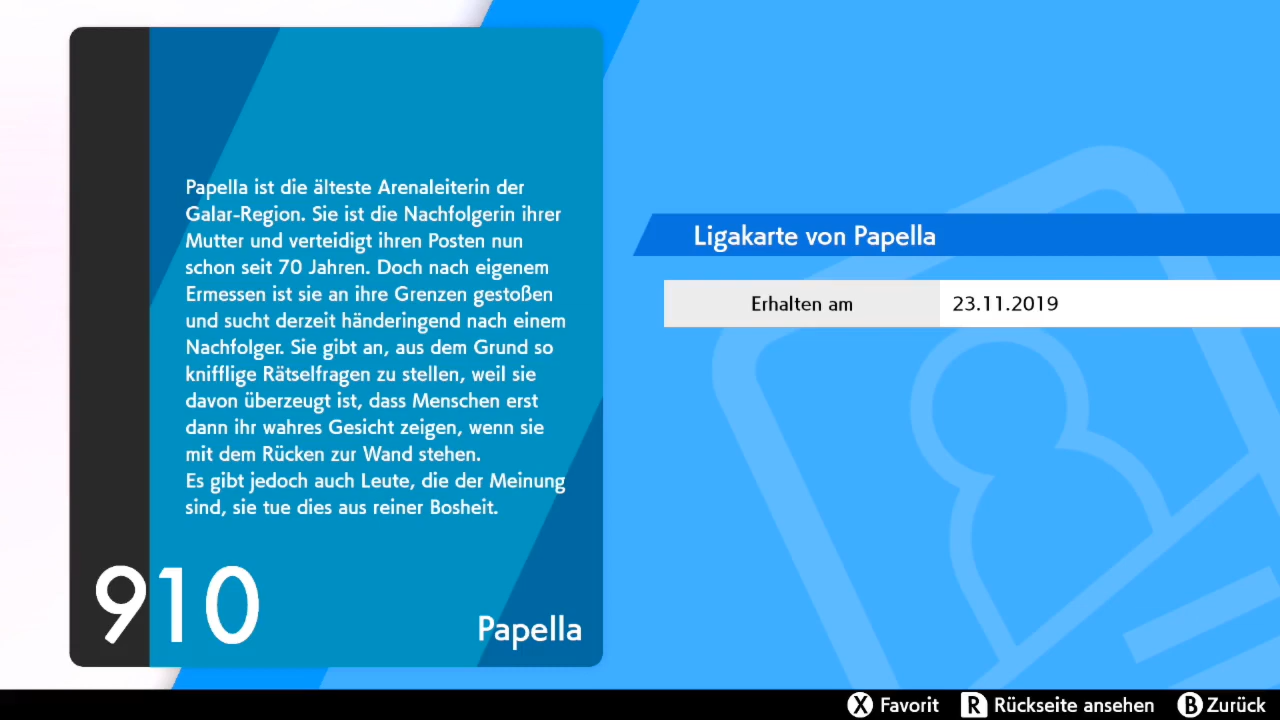 Papella ist die älteste Arenaleiterin der
Galar-Region. Sie ist die Nachfolgerin ihrer
Mutter und verteidigt ihren Posten nun
schon seit 70 Jahren. Doch nach eigenem
Ermessen ist sie an ihre Grenzen gestoßen
und sucht derzeit händeringend nach einem
Nachfolger. Sie gibt an, aus dem Grund so
knifflige Rätselfragen zu stellen, weil sie
davon überzeugt ist, dass Menschen erst
dann ihr wahres Gesicht zeigen, wenn sie
mit dem Rücken zur Wand stehen.
Es gibt jedoch auch Leute, die der Meinung
sind, sie tue dies aus reiner Bosheit.
910
Papella
Ligakarte von Papella
Erhalten am 23.11.2019
X Favorit R Rückseite ansehen B Zurück